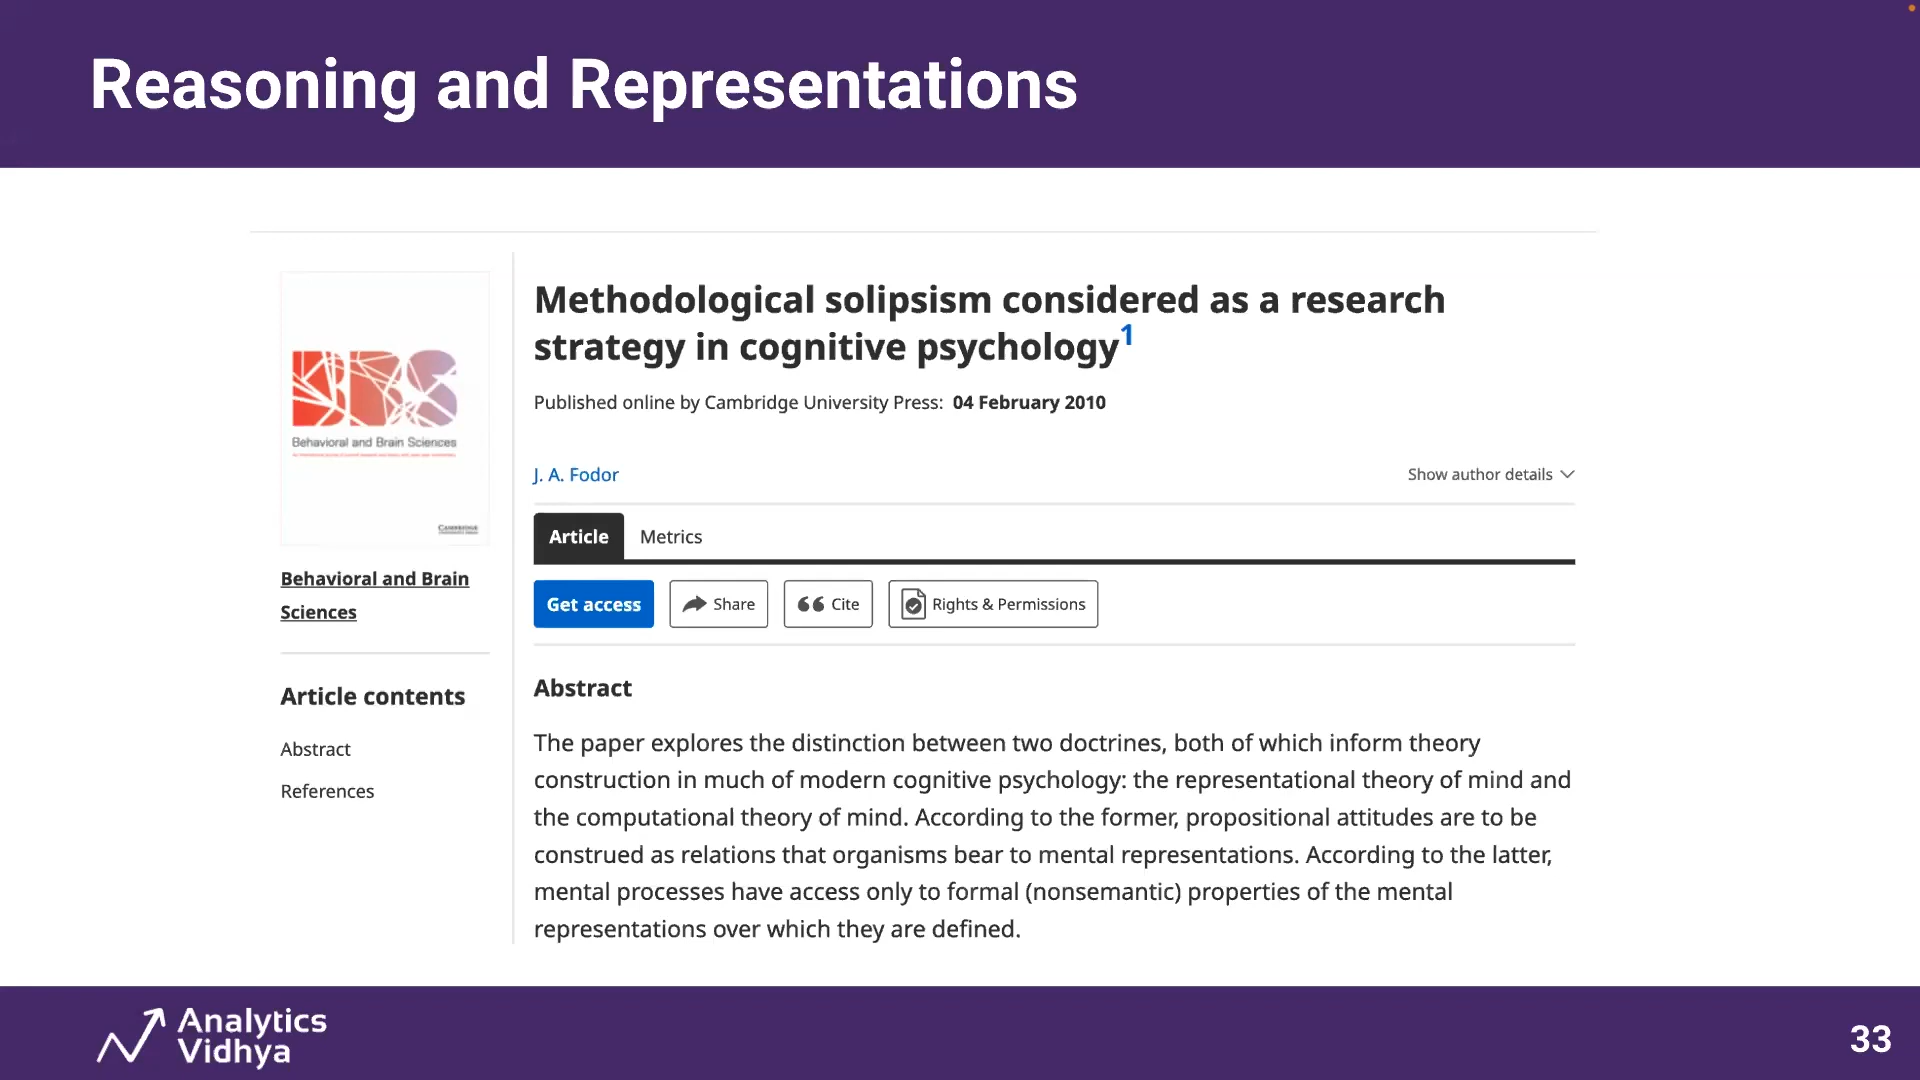 Reasoning and Representations
BBS
Behavioral and Brain Sciences
CAMBRIDGE
Behavioral and Brain
Sciences
Article contents
Abstract
References
Methodological solipsism considered as a research
strategy in cognitive psychology1
Published online by Cambridge University Press: 04 February 2010
J. A. Fodor
Show author details
Article
Metrics
Get access
Share
Cite
Rights & Permissions
Abstract
The paper explores the distinction between two doctrines, both of which inform theory
construction in much of modern cognitive psychology: the representational theory of mind and
the computational theory of mind. According to the former, propositional attitudes are to be
construed as relations that organisms bear to mental representations. According to the latter,
mental processes have access only to formal (nonsemantic) properties of the mental
representations over which they are defined.
Analytics
Vidhya
33